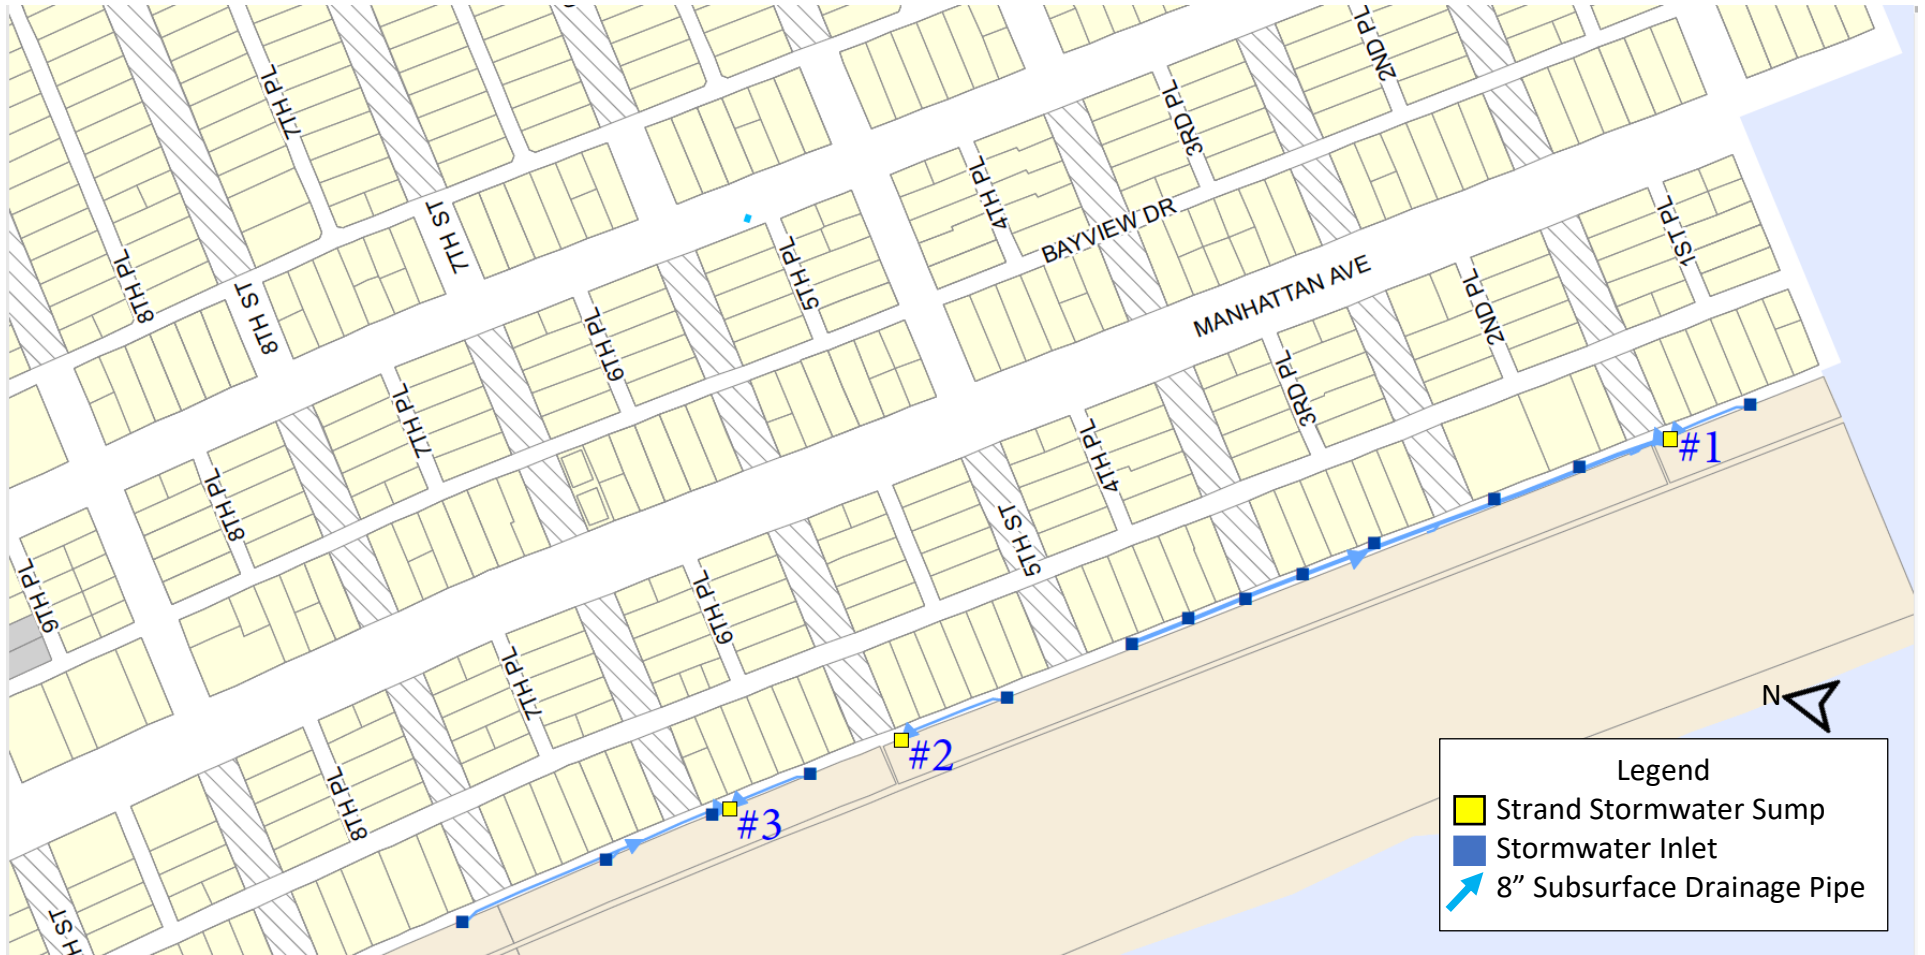 2ND PL
7TH PL
3RD PL
4TH PL
7TH ST
BAYVIEW DR
1ST PL
8TH PL
8TH ST
5TH PL
MANHATTAN AVE
2ND PL
6TH PL
3RD PL
7TH PL
4TH PL
#1
8TH PL
5TH ST
9TH PL
6TH PL
7TH PL
N
#2
#3
8TH PL
TH ST
Legend
Strand Stormwater Sump
Stormwater Inlet
8” Subsurface Drainage Pipe